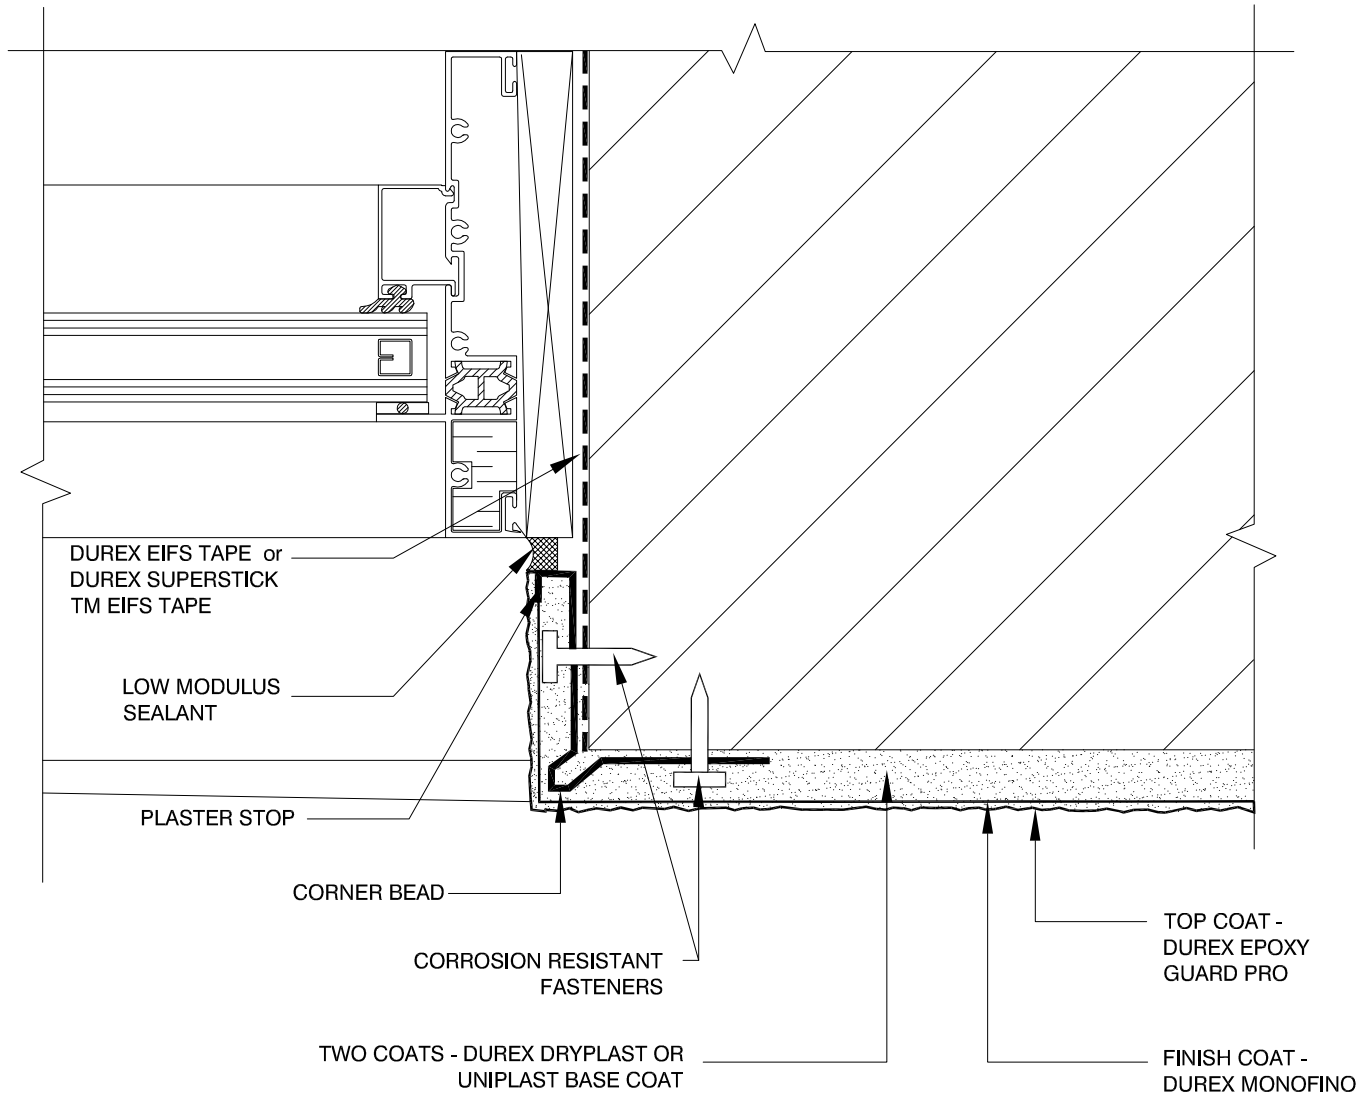 DUREX EIFS TAPE or
DUREX SUPERSTICK
TM EIFS TAPE
LOW MODULUS
SEALANT
PLASTER STOP
CORNER BEAD
CORROSION RESISTANT
FASTENERS
TWO COATS - DUREX DRYPLAST OR
UNIPLAST BASE COAT
TOP COAT -
DUREX EPOXY
GUARD PRO
FINISH COAT -
DUREX MONOFINO